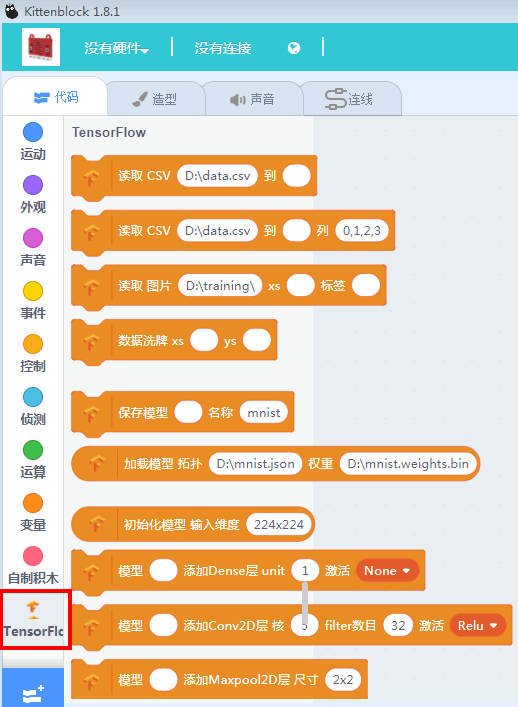 Kittenblock 1.8.1
没有硬件 没有连接
代码 造型 声音 连线
运动
外观
声音
事件
控制
侦测
运算
变量
自制积木
TensorFlo
TensorFlow
读取 CSV D:\data.csv 到
读取 CSV D:\data.csv 到 列 0,1,2,3
读取 图片 D:\training\ xs 标签
数据洗牌 xs ys
保存模型 名称 mnist
加载模型 拓扑 D:\mnist.json 权重 D:\mnist.weights.bin
初始化模型 输入维度 224x224
模型 添加Dense层 unit 1 激活 None
模型 添加Conv2D层 核 filter数目 32 激活 Relu
模型 添加Maxpool2D层 尺寸 2x2